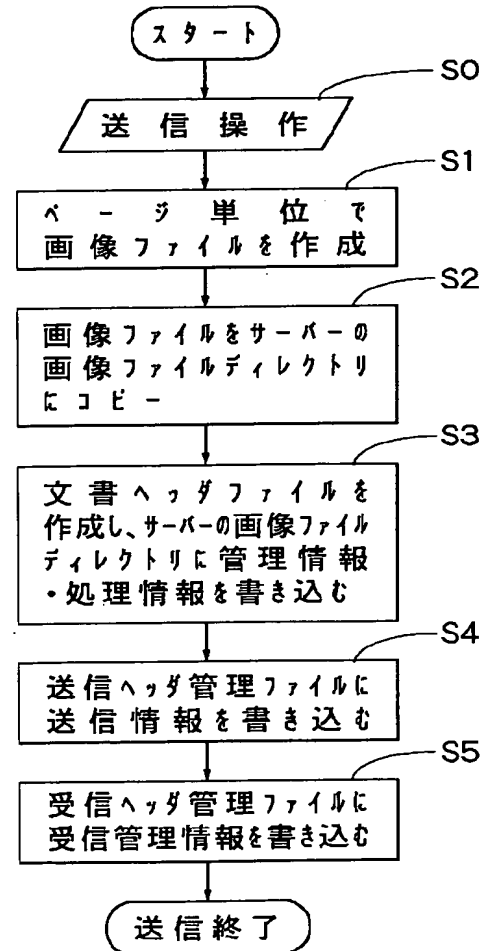 スタート
S0
送信操作
S1
ページ単位で
画像ファイルを作成
S2
画像ファイルをサーバーの
画像ファイルディレクトリ
にコピー
S3
文書ヘッダファイルを
作成し、サーバーの画像ファイル
ディレクトリに管理情報
・処理情報を書き込む
S4
送信ヘッダ管理ファイルに
送信情報を書き込む
S5
受信ヘッダ管理ファイルに
受信管理情報を書き込む
送信終了